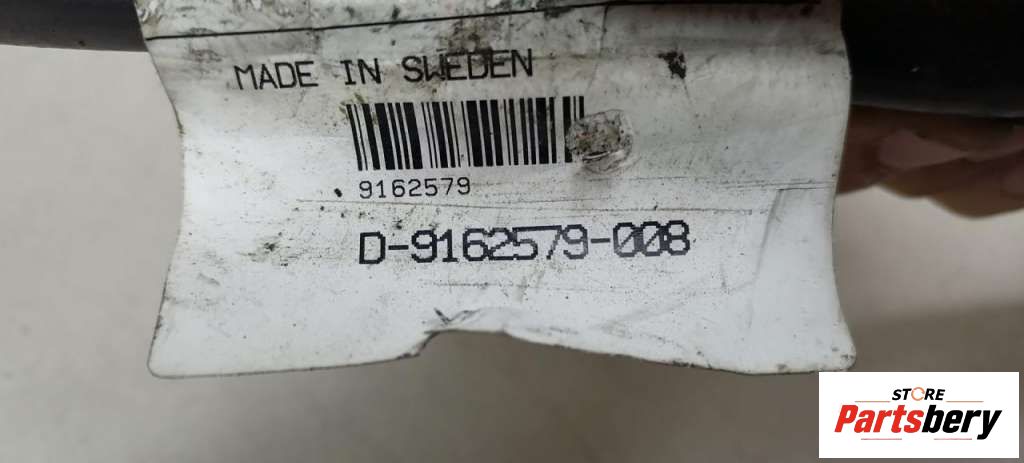 MADE IN SWEDEN
9162579
D-9162579-008
STORE
Partsbery